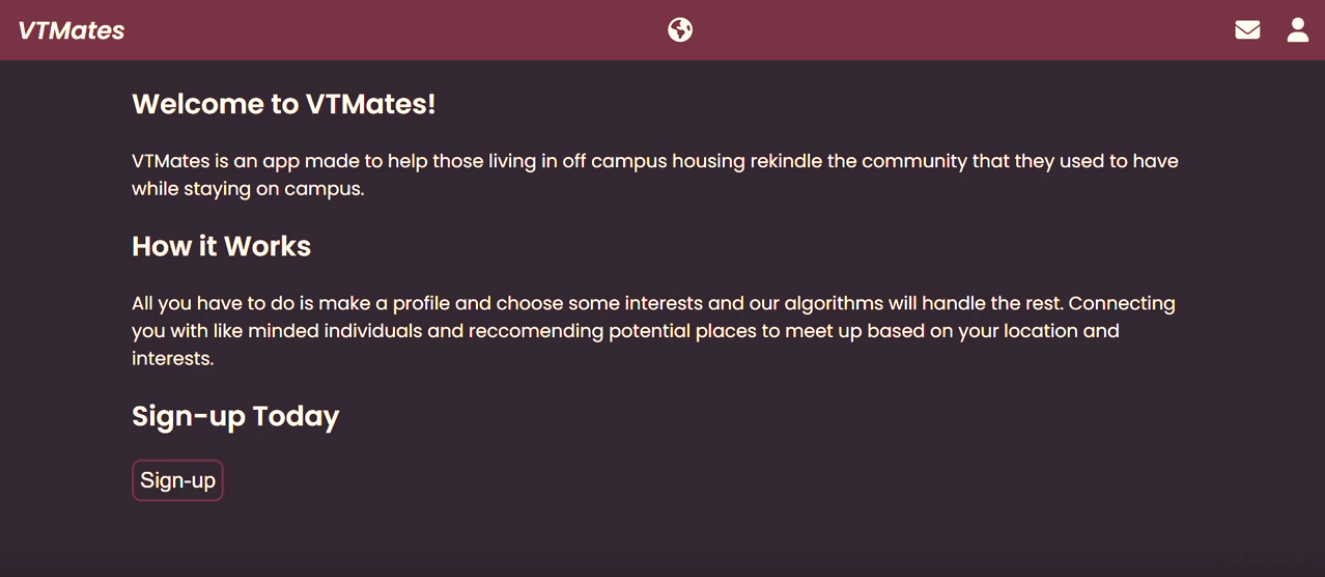 VTMates
Welcome to VTMates!
VTMates is an app made to help those living in off campus housing rekindle the community that they used to have
while staying on campus.
How it Works
All you have to do is make a profile and choose some interests and our algorithms will handle the rest. Connecting
you with like minded individuals and reccomending potential places to meet up based on your location and
interests.
Sign-up Today
Sign-up